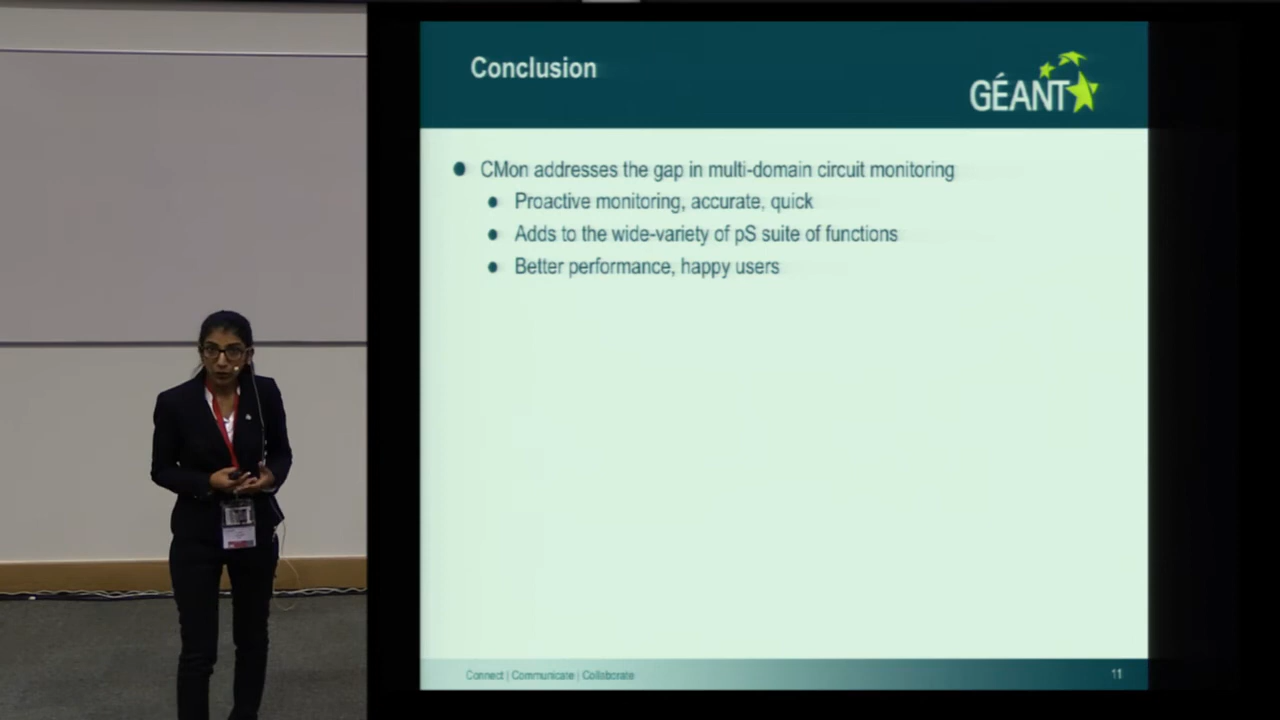 Conclusion
GÉANT
CMon addresses the gap in multi-domain circuit monitoring
Proactive monitoring, accurate, quick
Adds to the wide-variety of pS suite of functions
Better performance, happy users
Connect | Communicate | Collaborate
11